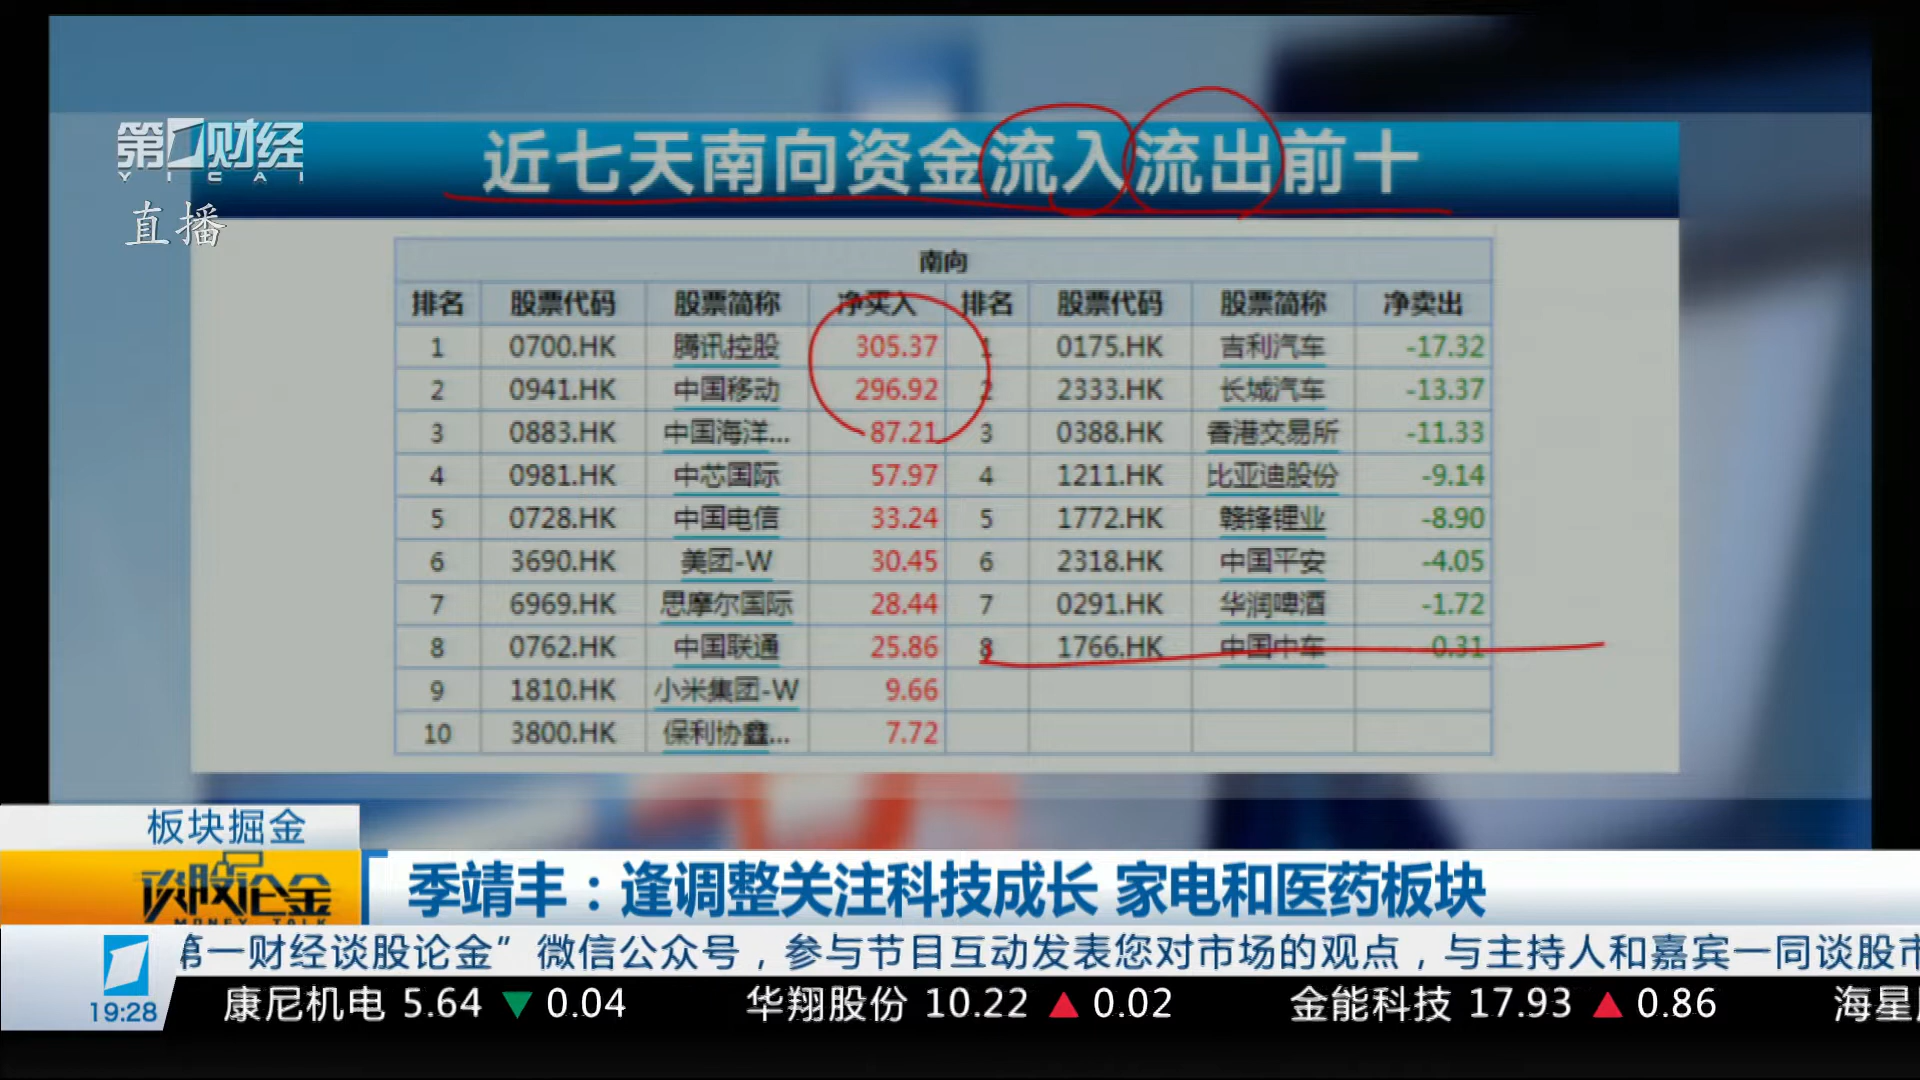 第1财经
YICAI
直播
近七天南向资金流入流出前十
南向
排名 股票代码 股票简称 净买入 排名 股票代码 股票简称 净卖出
1 0700.HK 腾讯控股 305.37 1 0175.HK 吉利汽车 -17.32
2 0941.HK 中国移动 296.92 2 2333.HK 长城汽车 -13.37
3 0883.HK 中国海洋... 87.21 3 0388.HK 香港交易所 -11.33
4 0981.HK 中芯国际 57.97 4 1211.HK 比亚迪股份 -9.14
5 0728.HK 中国电信 33.24 5 1772.HK 赣锋锂业 -8.90
6 3690.HK 美团-W 30.45 6 2318.HK 中国平安 -4.05
7 6969.HK 思摩尔国际 28.44 7 0291.HK 华润啤酒 -1.72
8 0762.HK 中国联通 25.86 8 1766.HK 中国中车 -0.31
9 1810.HK 小米集团-W 9.66
10 3800.HK 保利协鑫... 7.72
板块掘金
谈股论金
MONEY TALK
季靖丰：逢调整关注科技成长 家电和医药板块
第一财经谈股论金”微信公众号，参与节目互动发表您对市场的观点，与主持人和嘉宾一同谈股市
19:28
康尼机电 5.64 ▼ 0.04 华翔股份 10.22 ▲ 0.02 金能科技 17.93 ▲ 0.86 海星